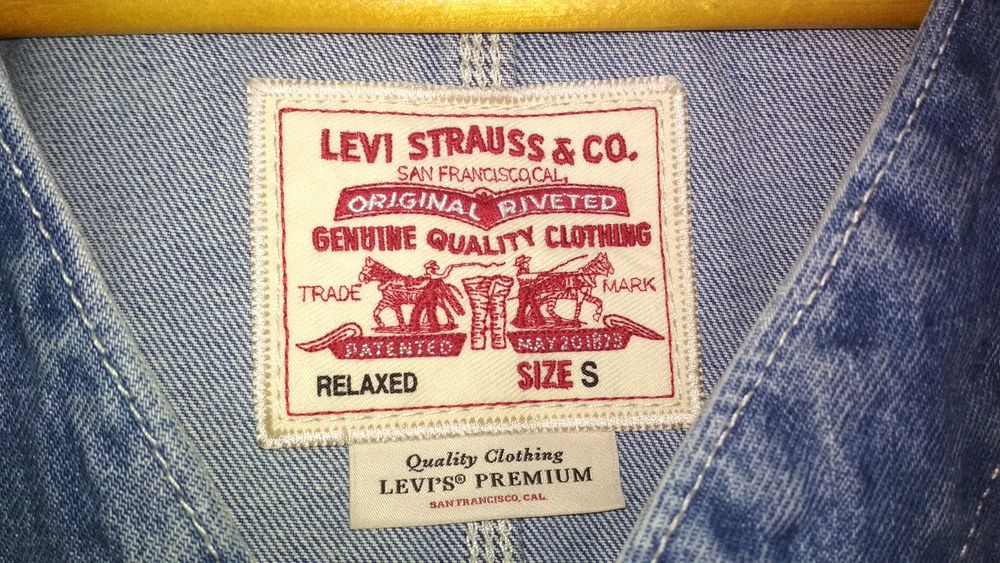 LEVI STRAUSS & CO.
SAN FRANCISCO,CAL,
ORIGINAL RIVETED
GENUINE QUALITY CLOTHING
TRADE MARK
PATENTED MAY 20 1873
RELAXED SIZE S
Quality Clothing
LEVI'S® PREMIUM
SAN FRANCISCO, CAL.